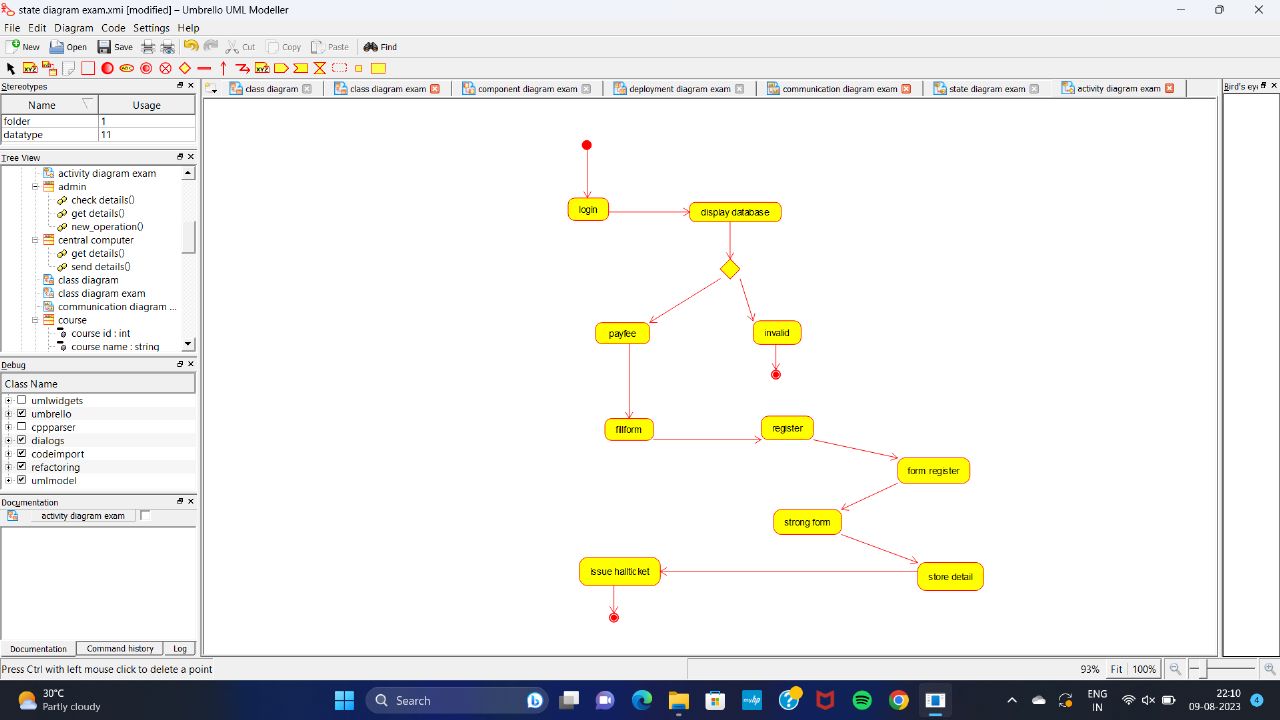 state diagram exam.xmi [modified] – Umbrello UML Modeller
File Edit Diagram Code Settings Help
New Open Save Cut Copy Paste Find
Stereotypes
Name Usage
folder 1
datatype 11
Tree View
activity diagram exam
admin
check details()
get details()
new_operation()
central computer
get details()
send details()
class diagram
class diagram exam
communication diagram ...
course
course id : int
course name : string
Debug
Class Name
umlwidgets
umbrello
cppparser
dialogs
codeimport
refactoring
umlmodel
Documentation
activity diagram exam
Documentation Command history Log
class diagram class diagram exam component diagram exam deployment diagram exam communication diagram exam state diagram exam activity diagram exam
Bird's eye
login
display database
payfee
invalid
fillform
register
form register
strong form
issue hallticket
store detail
Press Ctrl with left mouse click to delete a point
93% Fit 100%
30°C
Partly cloudy
Search
ENG
IN
22:10
09-08-2023
4